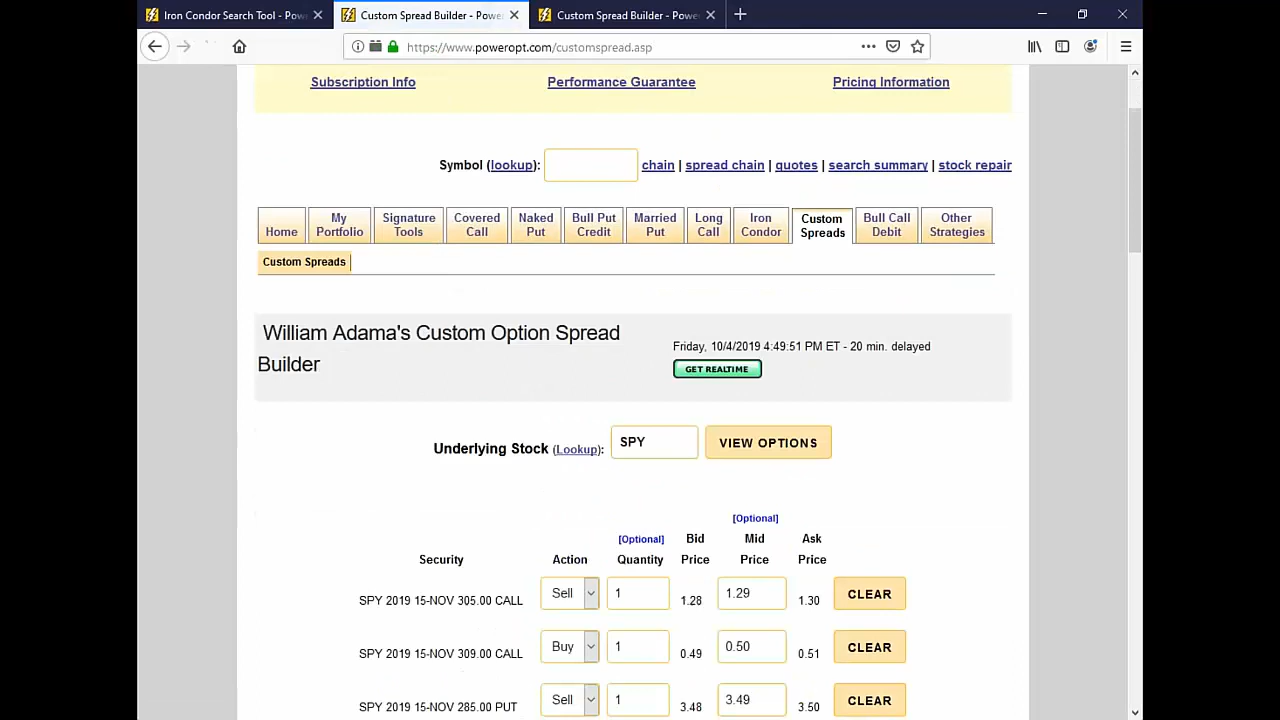 Iron Condor Search Tool - Pow
Custom Spread Builder - Powe
Custom Spread Builder - Powe
https://www.poweropt.com/customspread.asp
Subscription Info
Performance Guarantee
Pricing Information
Symbol (lookup): chain | spread chain | quotes | search summary | stock repair
Home
My
Portfolio
Signature
Tools
Covered
Call
Naked
Put
Bull Put
Credit
Married
Put
Long
Call
Iron
Condor
Custom
Spreads
Bull Call
Debit
Other
Strategies
Custom Spreads
William Adama's Custom Option Spread
Builder
Friday, 10/4/2019 4:49:51 PM ET - 20 min. delayed
GET REALTIME
Underlying Stock (Lookup): SPY VIEW OPTIONS
[Optional]
[Optional] Bid Mid Ask
Security Action Quantity Price Price Price
SPY 2019 15-NOV 305.00 CALL Sell 1 1.28 1.29 1.30 CLEAR
SPY 2019 15-NOV 309.00 CALL Buy 1 0.49 0.50 0.51 CLEAR
SPY 2019 15-NOV 285.00 PUT Sell 1 3.48 3.49 3.50 CLEAR